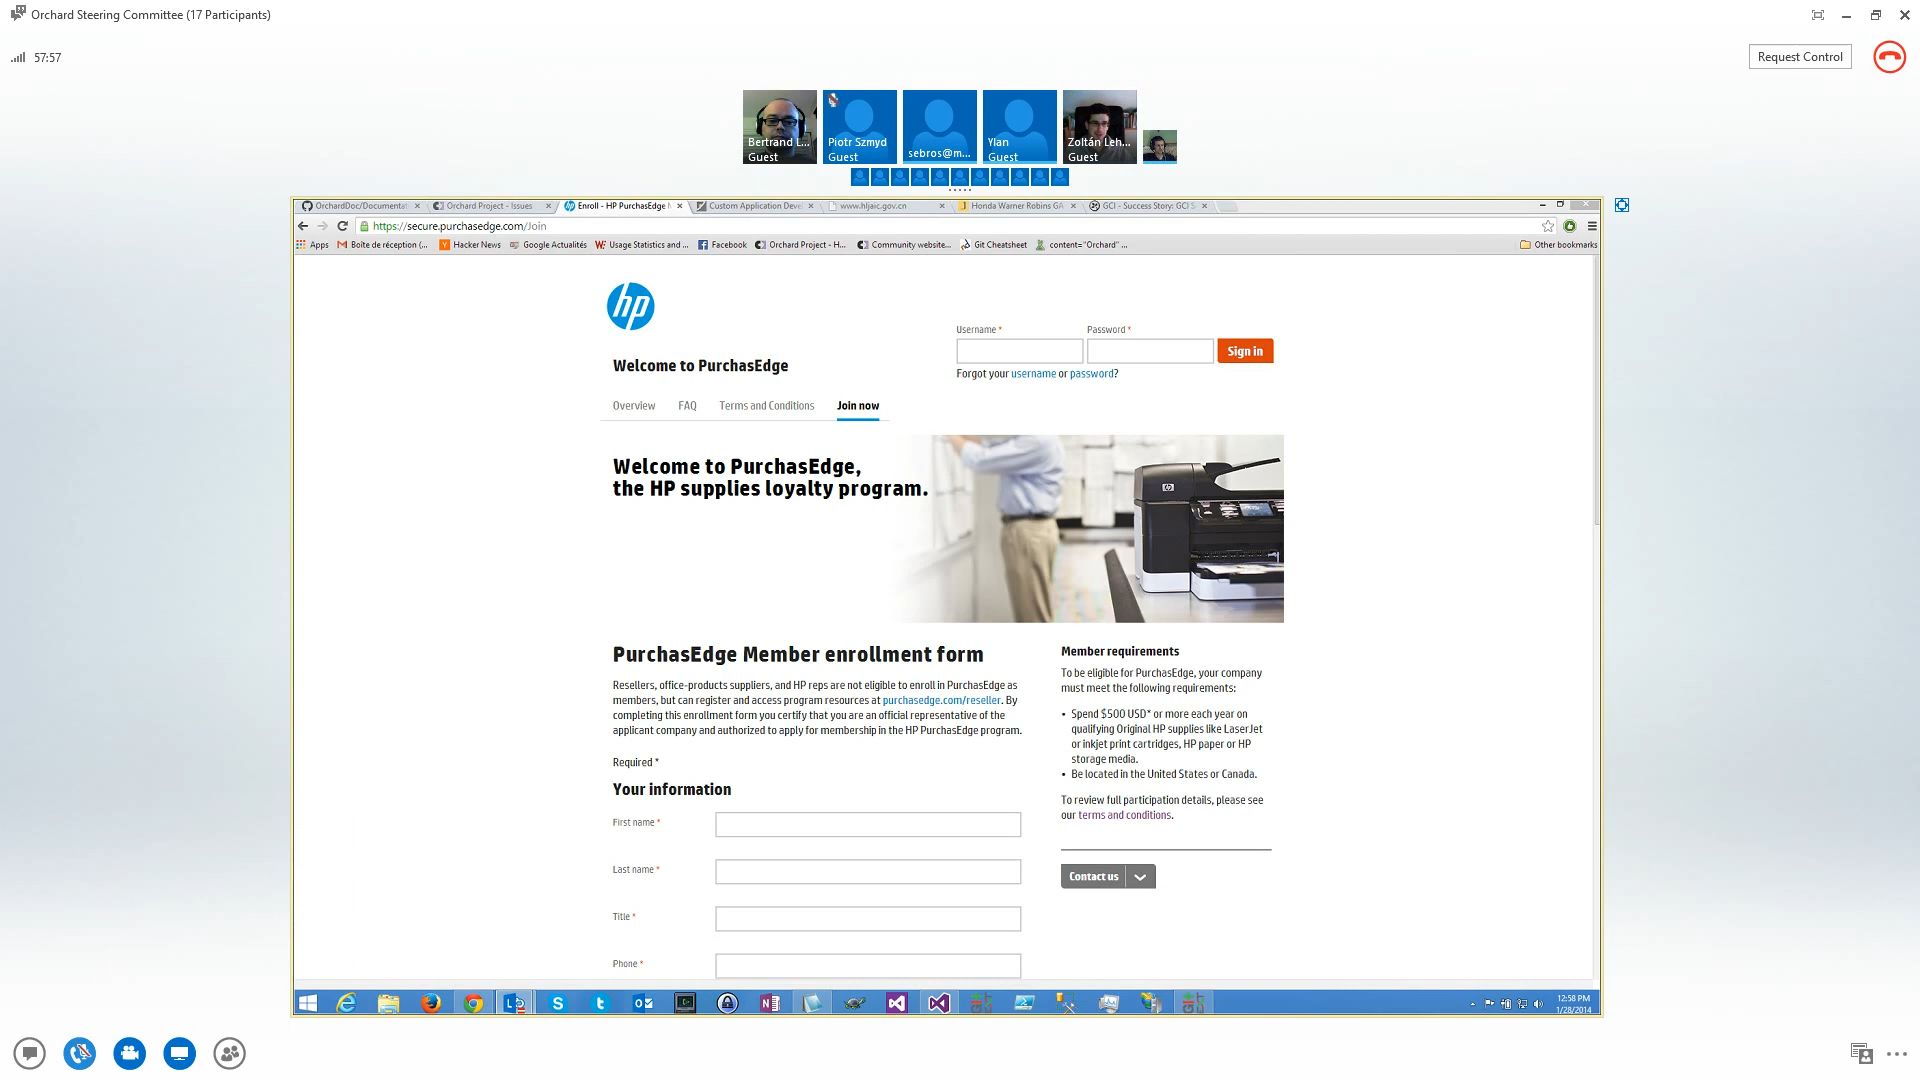 Orchard Steering Committee (17 Participants)
57:57
Request Control
Bertrand L...
Guest
Piotr Szmyd
Guest
sebros@m...
Ylan
Guest
Zoltán Leh...
Guest
OrchardDoc/Documentat
Orchard Project - Issues
Enroll - HP PurchasEdge
Custom Application Deve
www.hljaic.gov.cn
Honda Warner Robins GA
GCI - Success Story: GCI S
https://secure.purchasedge.com/Join
Apps
Boîte de réception (...
Hacker News
Google Actualités
Usage Statistics and ...
Facebook
Orchard Project - H...
Community website...
Git Cheatsheet
content="Orchard" ...
Other bookmarks
hp
Username *
Password *
Sign in
Forgot your username or password?
Welcome to PurchasEdge
Overview
FAQ
Terms and Conditions
Join now
Welcome to PurchasEdge,
the HP supplies loyalty program.
PurchasEdge Member enrollment form
Resellers, office-products suppliers, and HP reps are not eligible to enroll in PurchasEdge as
members, but can register and access program resources at purchasedge.com/reseller. By
completing this enrollment form you certify that you are an official representative of the
applicant company and authorized to apply for membership in the HP PurchasEdge program.
Required *
Your information
First name *
Last name *
Title *
Phone *
Member requirements
To be eligible for PurchasEdge, your company
must meet the following requirements:
• Spend $500 USD* or more each year on
qualifying Original HP supplies like LaserJet
or inkjet print cartridges, HP paper or HP
storage media.
• Be located in the United States or Canada.
To review full participation details, please see
our terms and conditions.
Contact us
12:58 PM
1/28/2014